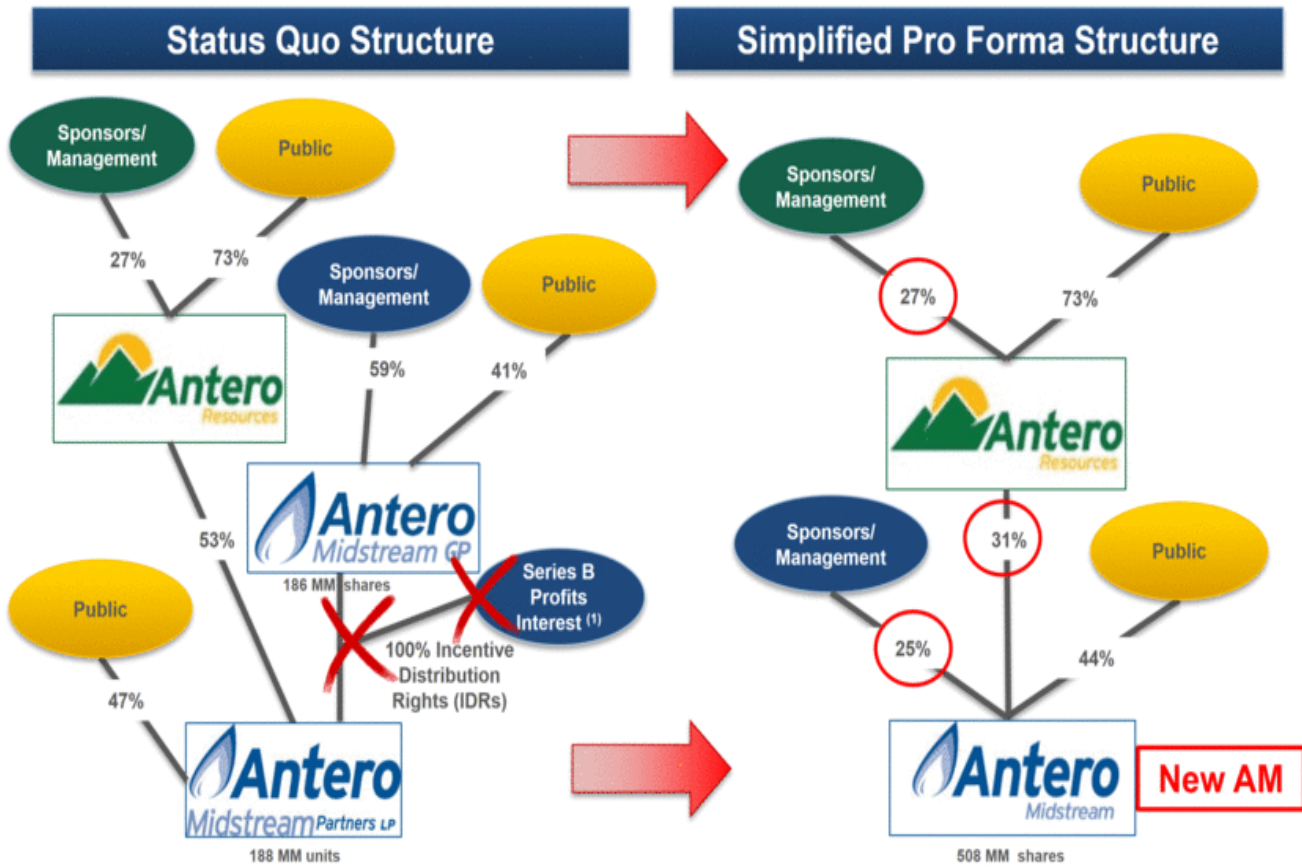 Status Quo Structure
Sponsors/
Management
Public
27%
73%
Sponsors/
Management
Public
59%
41%
Antero
Resources
Antero
Midstream GP
186 MM shares
53%
Series B
Profits
Interest (1)
100% Incentive
Distribution
Rights (IDRs)
Public
47%
Antero
Midstream Partners LP
188 MM units
Simplified Pro Forma Structure
Sponsors/
Management
Public
27%
73%
Antero
Resources
Sponsors/
Management
31%
Public
25%
44%
Antero
Midstream
New AM
508 MM shares